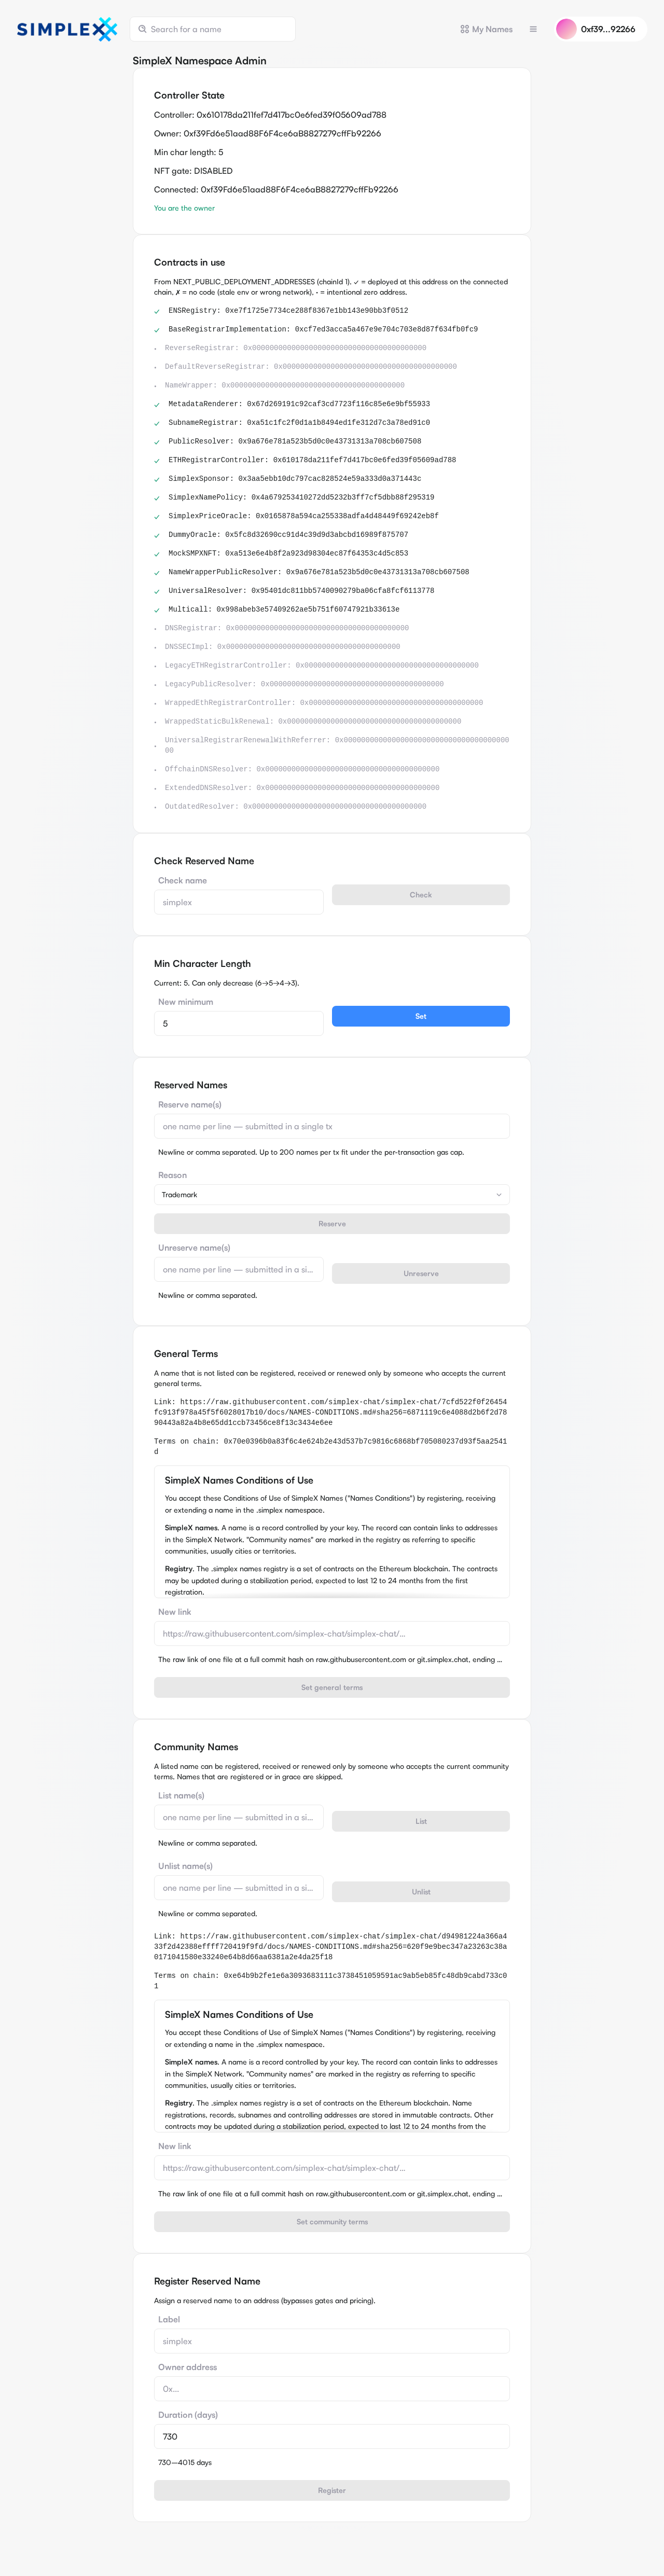 SIMPLEX
Search for a name
My Names
0xf39...92266
SimpleX Namespace Admin
Controller State
Controller: 0x610178da211fef7d417bc0e6fed39f05609ad788
Owner: 0xf39Fd6e51aad88F6F4ce6aB8827279cffFb92266
Min char length: 5
NFT gate: DISABLED
Connected: 0xf39Fd6e51aad88F6F4ce6aB8827279cffFb92266
You are the owner
Contracts in use
From NEXT_PUBLIC_DEPLOYMENT_ADDRESSES (chainId 1). ✓ = deployed at this address on the connected
chain, ✗ = no code (stale env or wrong network), • = intentional zero address.
✓ ENSRegistry: 0xe7f1725e7734ce288f8367e1bb143e90bb3f0512
✓ BaseRegistrarImplementation: 0xcf7ed3acca5a467e9e704c703e8d87f634fb0fc9
• ReverseRegistrar: 0x0000000000000000000000000000000000000000
• DefaultReverseRegistrar: 0x0000000000000000000000000000000000000000
• NameWrapper: 0x0000000000000000000000000000000000000000
✓ MetadataRenderer: 0x67d269191c92caf3cd7723f116c85e6e9bf55933
✓ SubnameRegistrar: 0xa51c1fc2f0d1a1b8494ed1fe312d7c3a78ed91c0
✓ PublicResolver: 0x9a676e781a523b5d0c0e43731313a708cb607508
✓ ETHRegistrarController: 0x610178da211fef7d417bc0e6fed39f05609ad788
✓ SimplexSponsor: 0x3aa5ebb10dc797cac828524e59a333d0a371443c
✓ SimplexNamePolicy: 0x4a679253410272dd5232b3ff7cf5dbb88f295319
✓ SimplexPriceOracle: 0x0165878a594ca255338adfa4d48449f69242eb8f
✓ DummyOracle: 0x5fc8d32690cc91d4c39d9d3abcbd16989f875707
✓ MockSMPXNFT: 0xa513e6e4b8f2a923d98304ec87f64353c4d5c853
✓ NameWrapperPublicResolver: 0x9a676e781a523b5d0c0e43731313a708cb607508
✓ UniversalResolver: 0x95401dc811bb5740090279ba06cfa8fcf6113778
✓ Multicall: 0x998abeb3e57409262ae5b751f60747921b33613e
• DNSRegistrar: 0x0000000000000000000000000000000000000000
• DNSSECImpl: 0x0000000000000000000000000000000000000000
• LegacyETHRegistrarController: 0x0000000000000000000000000000000000000000
• LegacyPublicResolver: 0x0000000000000000000000000000000000000000
• WrappedEthRegistrarController: 0x0000000000000000000000000000000000000000
• WrappedStaticBulkRenewal: 0x0000000000000000000000000000000000000000
• UniversalRegistrarRenewalWithReferrer: 0x00000000000000000000000000000000000000
00
• OffchainDNSResolver: 0x0000000000000000000000000000000000000000
• ExtendedDNSResolver: 0x0000000000000000000000000000000000000000
• OutdatedResolver: 0x0000000000000000000000000000000000000000
Check Reserved Name
Check name
simplex
Check
Min Character Length
Current: 5. Can only decrease (6→5→4→3).
New minimum
5
Set
Reserved Names
Reserve name(s)
one name per line — submitted in a single tx
Newline or comma separated. Up to 200 names per tx fit under the per-transaction gas cap.
Reason
Trademark
Reserve
Unreserve name(s)
one name per line — submitted in a si...
Unreserve
Newline or comma separated.
General Terms
A name that is not listed can be registered, received or renewed only by someone who accepts the current
general terms.
Link: https://raw.githubusercontent.com/simplex-chat/simplex-chat/7cfd522f0f26454
fc913f978a45f5f6028017b10/docs/NAMES-CONDITIONS.md#sha256=6871119c6e4088d2b6f2d78
90443a82a4b8e65dd1ccb73456ce8f13c3434e6ee
Terms on chain: 0x70e0396b0a83f6c4e624b2e43d537b7c9816c6868bf705080237d93f5aa2541
d
SimpleX Names Conditions of Use
You accept these Conditions of Use of SimpleX Names ("Names Conditions") by registering, receiving
or extending a name in the .simplex namespace.
SimpleX names. A name is a record controlled by your key. The record can contain links to addresses
in the SimpleX Network. "Community names" are marked in the registry as referring to specific
communities, usually cities or territories.
Registry. The .simplex names registry is a set of contracts on the Ethereum blockchain. The contracts
may be updated during a stabilization period, expected to last 12 to 24 months from the first
registration.
New link
https://raw.githubusercontent.com/simplex-chat/simplex-chat/...
The raw link of one file at a full commit hash on raw.githubusercontent.com or git.simplex.chat, ending ...
Set general terms
Community Names
A listed name can be registered, received or renewed only by someone who accepts the current community
terms. Names that are registered or in grace are skipped.
List name(s)
one name per line — submitted in a si...
List
Newline or comma separated.
Unlist name(s)
one name per line — submitted in a si...
Unlist
Newline or comma separated.
Link: https://raw.githubusercontent.com/simplex-chat/simplex-chat/d94981224a366a4
33f2d42388effff720419f9fd/docs/NAMES-CONDITIONS.md#sha256=620f9e9bec347a23263c38a
0171041580e33240e64b8d66aa6381a2e4da25f18
Terms on chain: 0xe64b9b2fe1e6a3093683111c3738451059591ac9ab5eb85fc48db9cabd733c0
1
SimpleX Names Conditions of Use
You accept these Conditions of Use of SimpleX Names ("Names Conditions") by registering, receiving
or extending a name in the .simplex namespace.
SimpleX names. A name is a record controlled by your key. The record can contain links to addresses
in the SimpleX Network. "Community names" are marked in the registry as referring to specific
communities, usually cities or territories.
Registry. The .simplex names registry is a set of contracts on the Ethereum blockchain. Name
registrations, records, subnames and controlling addresses are stored in immutable contracts. Other
contracts may be updated during a stabilization period, expected to last 12 to 24 months from the
New link
https://raw.githubusercontent.com/simplex-chat/simplex-chat/...
The raw link of one file at a full commit hash on raw.githubusercontent.com or git.simplex.chat, ending ...
Set community terms
Register Reserved Name
Assign a reserved name to an address (bypasses gates and pricing).
Label
simplex
Owner address
0x...
Duration (days)
730
730—4015 days
Register